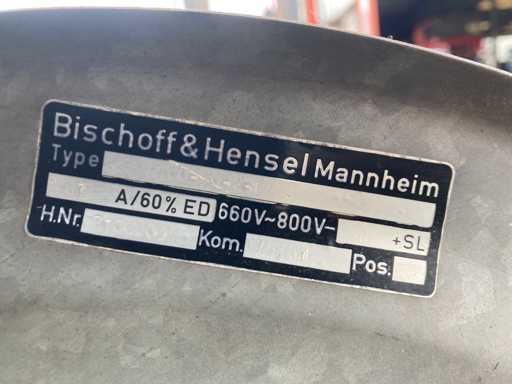 Bischoff & Hensel Mannheim
Type
A/60% ED 660V~800V- +SL
H.Nr. Kom. Pos.